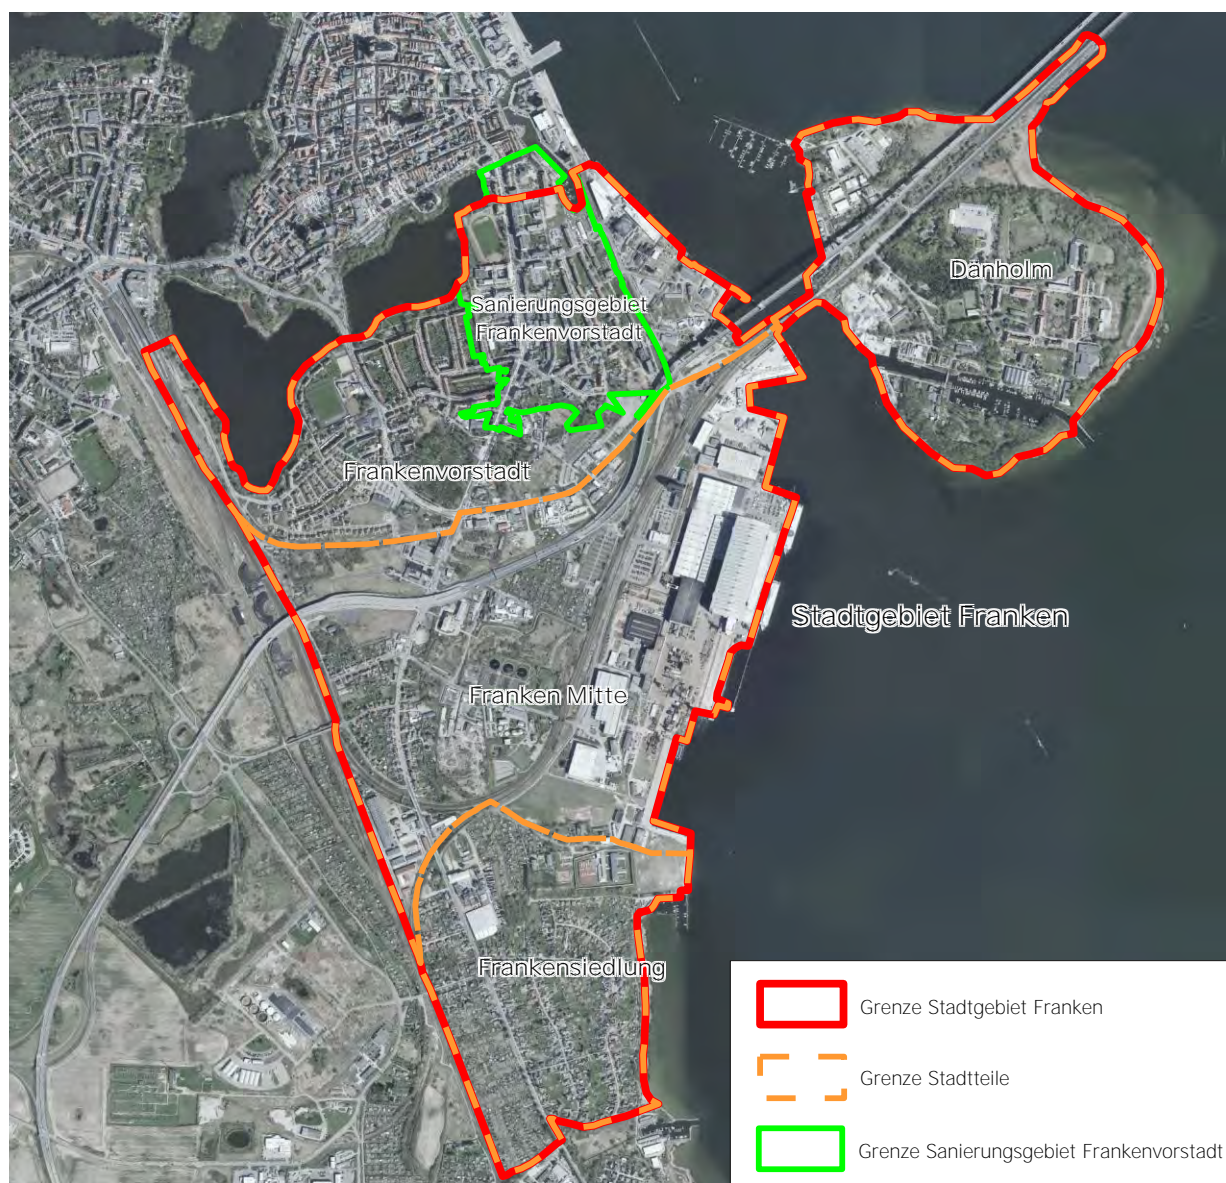 Dänholm
Sanierungsgebiet
Frankenvorstadt
Frankenvorstadt
Stadtgebiet Franken
Franken Mitte
Frankensiedlung
Grenze Stadtgebiet Franken
Grenze Stadtteile
Grenze Sanierungsgebiet Frankenvorstadt